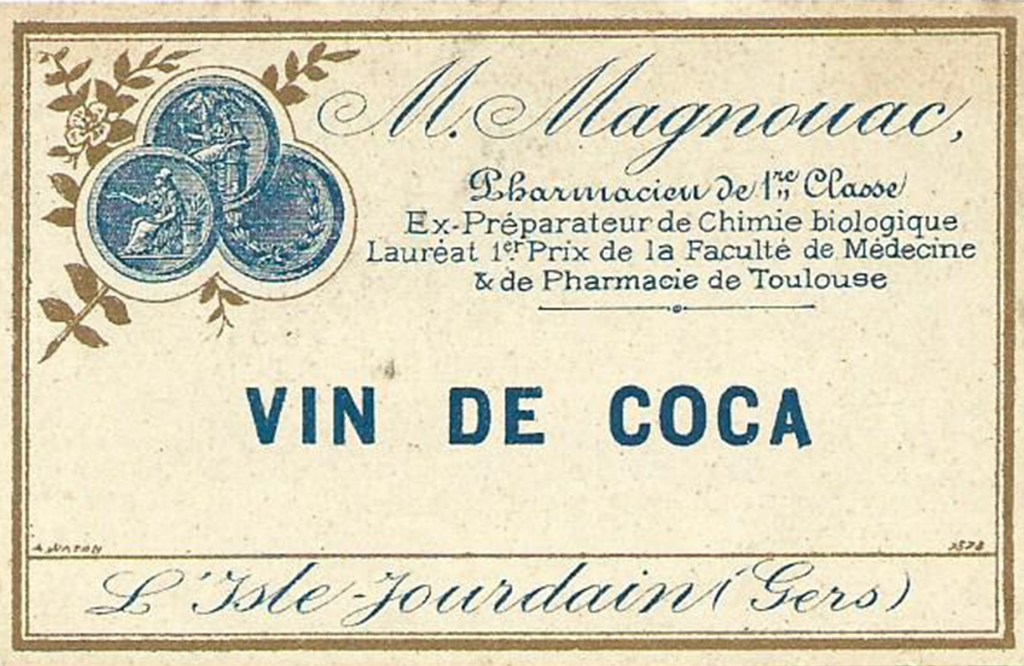 M. Magnouac,
Pharmacien de 1re Classe
Ex-Préparateur de Chimie biologique
Lauréat 1er Prix de la Faculté de Médecine
& de Pharmacie de Toulouse
VIN DE COCA
A. WATON
L'Isle-Jourdain (Gers)